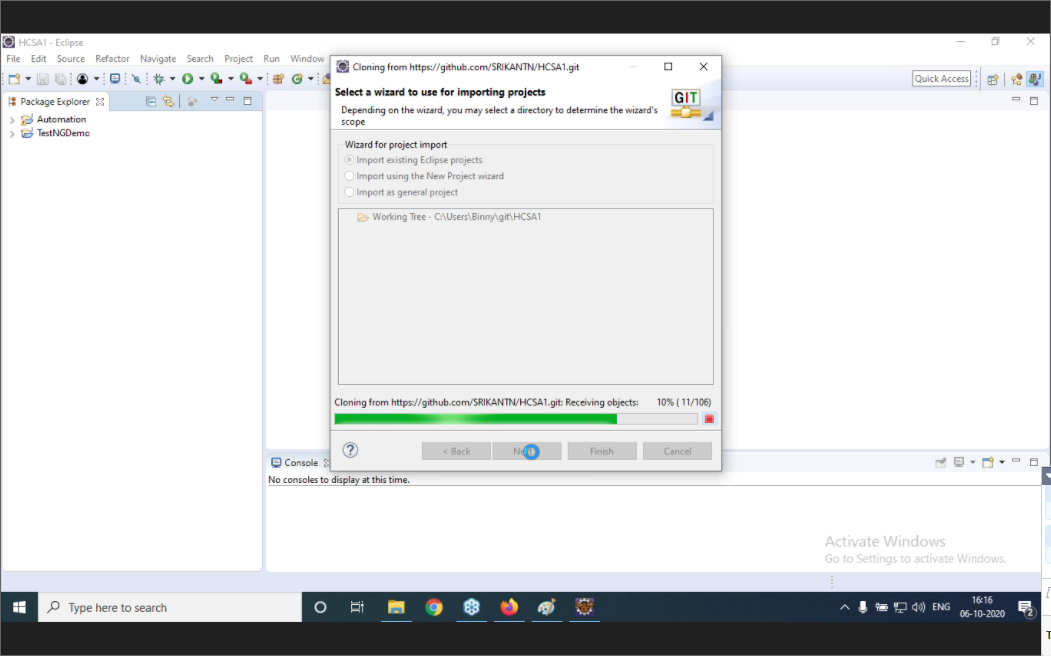 HCSA1 - Eclipse
File Edit Source Refactor Navigate Search Project Run Window
Quick Access
Package Explorer
Automation
TestNGDemo
Cloning from https://github.com/SRIKANTN/HCSA1.git
Select a wizard to use for importing projects
Depending on the wizard, you may select a directory to determine the wizard's
scope
GIT
Wizard for project import
Import existing Eclipse projects
Import using the New Project wizard
Import as general project
Working Tree - C:\Users\Binny\git\HCSA1
Cloning from https://github.com/SRIKANTN/HCSA1.git: Receiving objects: 10% ( 11/106)
< Back
Finish
Cancel
Console
No consoles to display at this time.
Activate Windows
Go to Settings to activate Windows.
Type here to search
ENG
16:16
06-10-2020
2